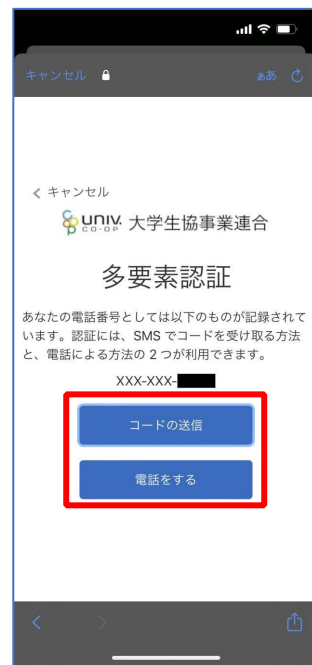 キャンセル ぁあ
キャンセル
univ. CO-OP 大学生協事業連合
多要素認証
あなたの電話番号としては以下のものが記録されて
います。認証には、SMS でコードを受け取る方法
と、電話による方法の 2 つが利用できます。
XXX-XXX-
コードの送信
電話をする